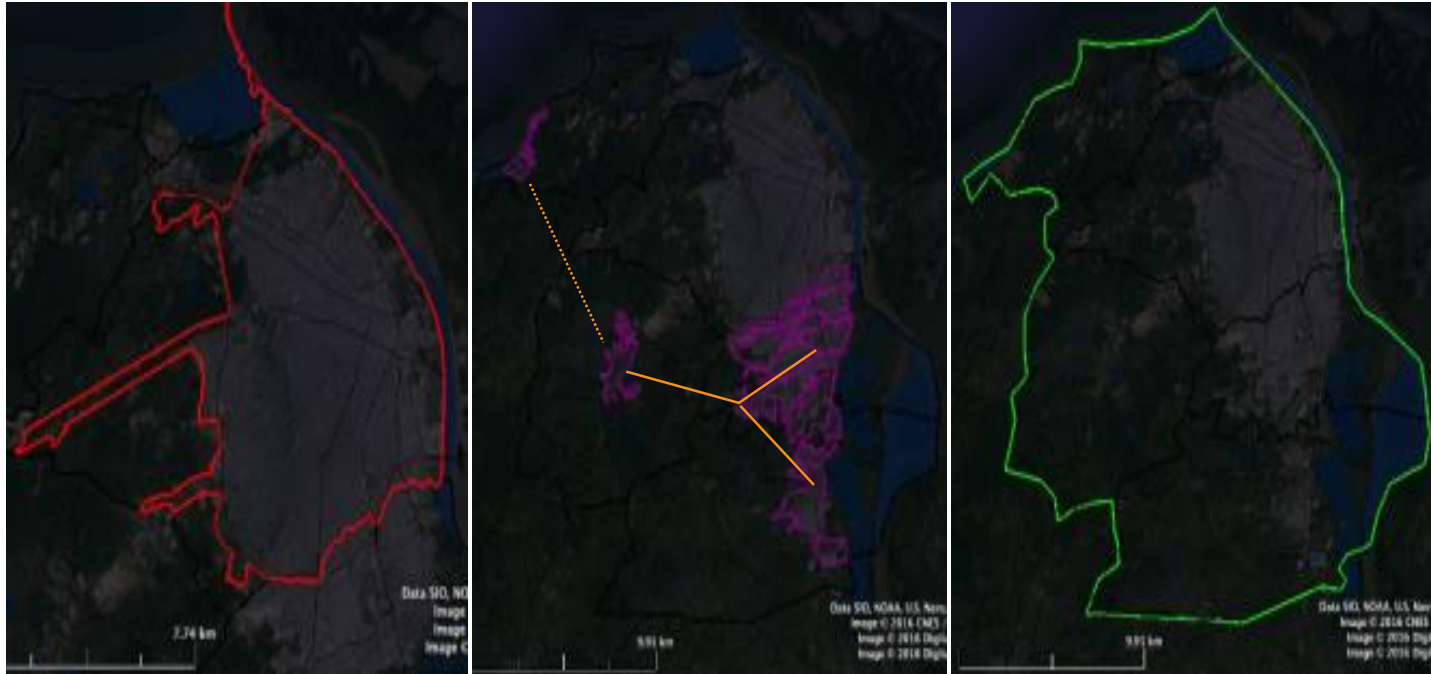 Data SIO, NO
Image
Image
Image
7.74 km
Data SIO, NOAA, U.S. Navy,
Image © 2016 CNES /
Image © 2016 Digita
Image © 2016 Digita
9.91 km
Data SIO, NOAA, U.S. Nav
Image © 2016 CNES
Image © 2016 Digi
Image © 2016 Digi
9.91 km